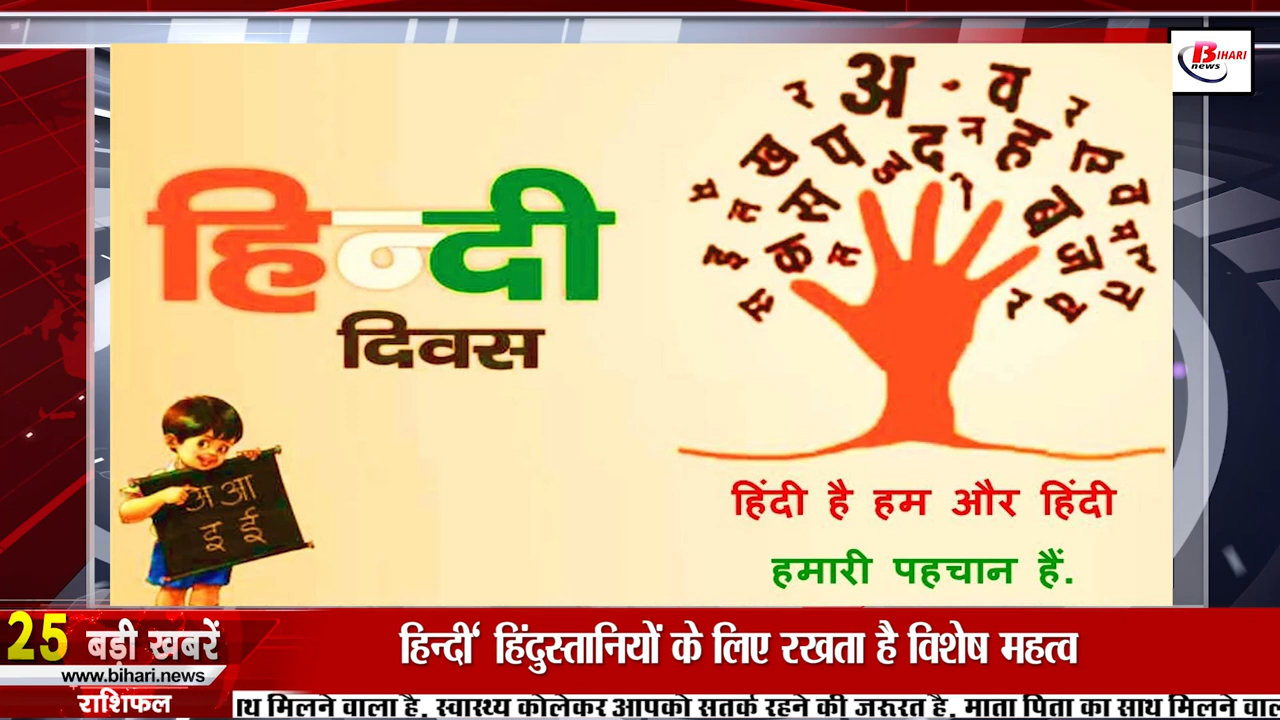 BIHARI
news
र अ व र
ख प द न ह
स ब
क ज
हिन्दी
दिवस
अ आ
इ ई
हिंदी है हम और हिंदी
हमारी पहचान हैं.
25 बड़ी खबरें
हिन्दी‘ हिंदुस्तानियों के लिए रखता है विशेष महत्व
www.bihari.news
राशिफल
मिलने वाला है, स्वास्थ्य कोलेकर आपको सतर्क रहने की जरूरत है, माता पिता का साथ मिलने